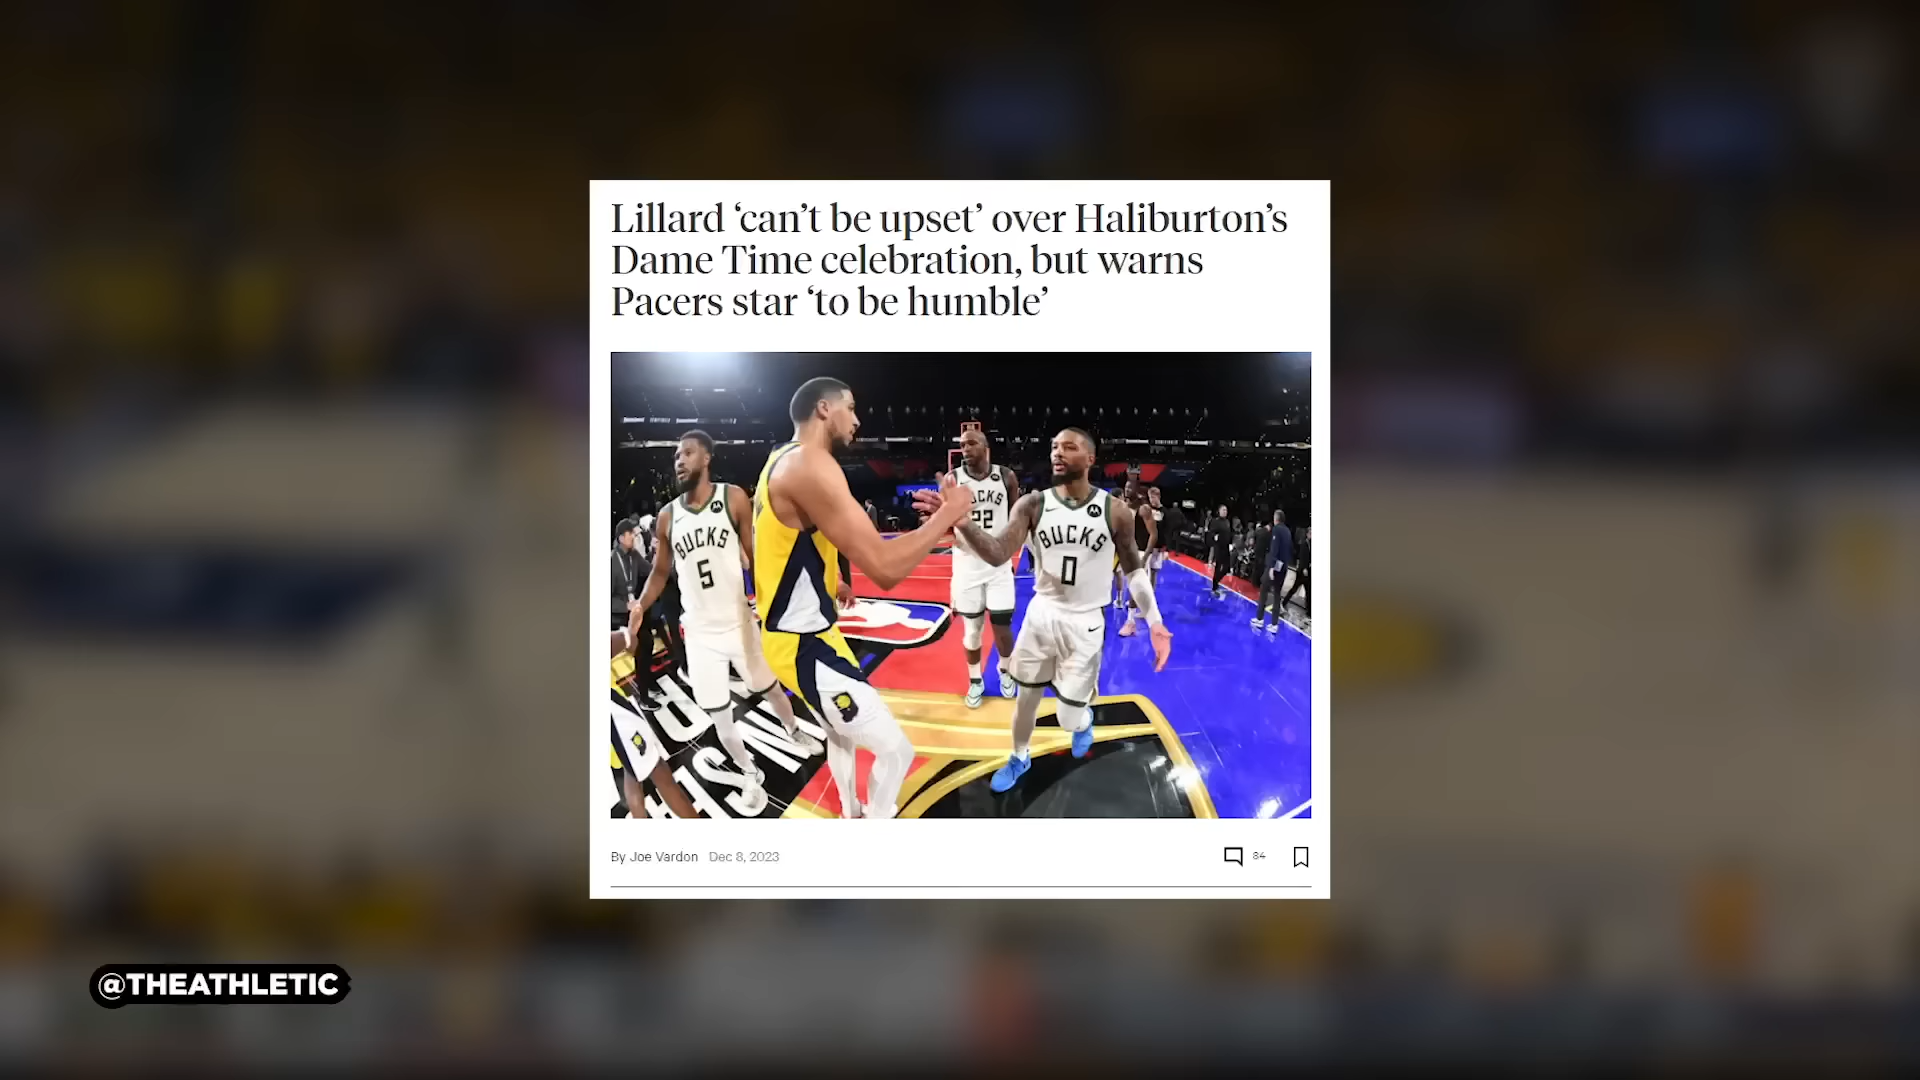 Lillard ‘can’t be upset’ over Haliburton’s
Dame Time celebration, but warns
Pacers star ‘to be humble’
BUCKS
5
BUCKS
22
BUCKS
0
By Joe Vardon Dec 8, 2023
84
@THEATHLETIC